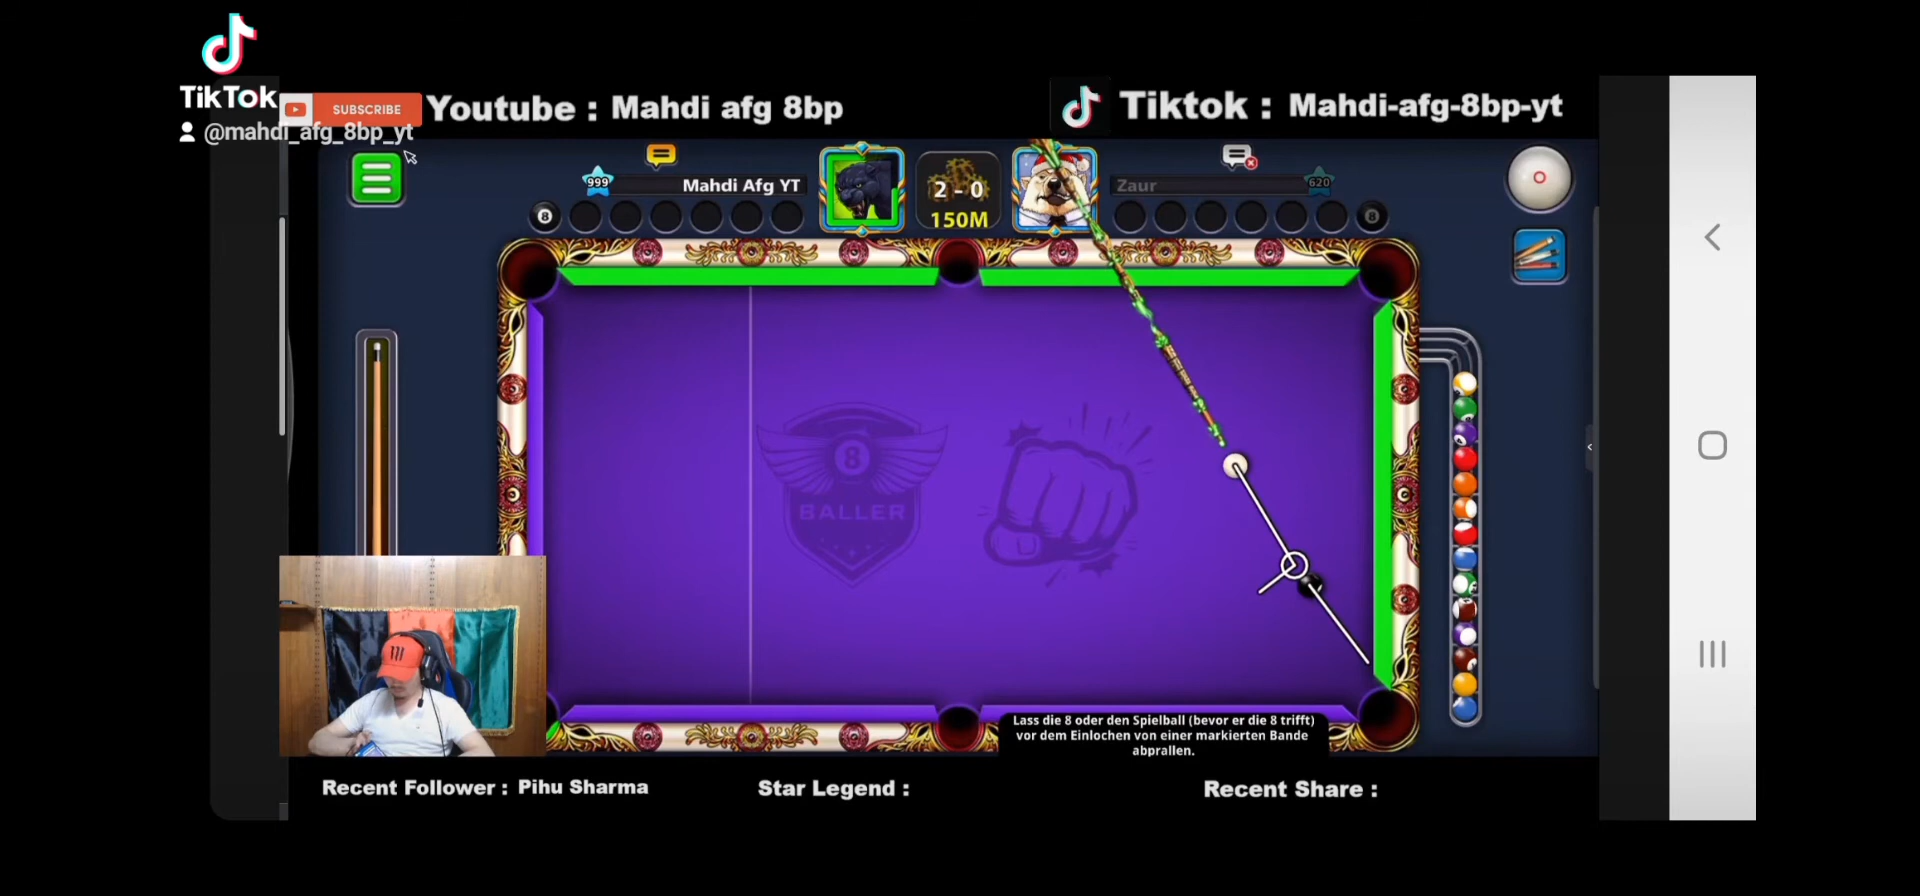 TikTok
@mahdi_afg_8bp_yt
SUBSCRIBE
Youtube : Mahdi afg 8bp
Tiktok : Mahdi-afg-8bp-yt
999
Mahdi Afg YT
2 - 0
150M
Zaur
620
8
8
8
BALLER
Lass die 8 oder den Spielball (bevor er die 8 trifft)
vor dem Einlochen von einer markierten Bande
abprallen.
Recent Follower : Pihu Sharma
Star Legend :
Recent Share :